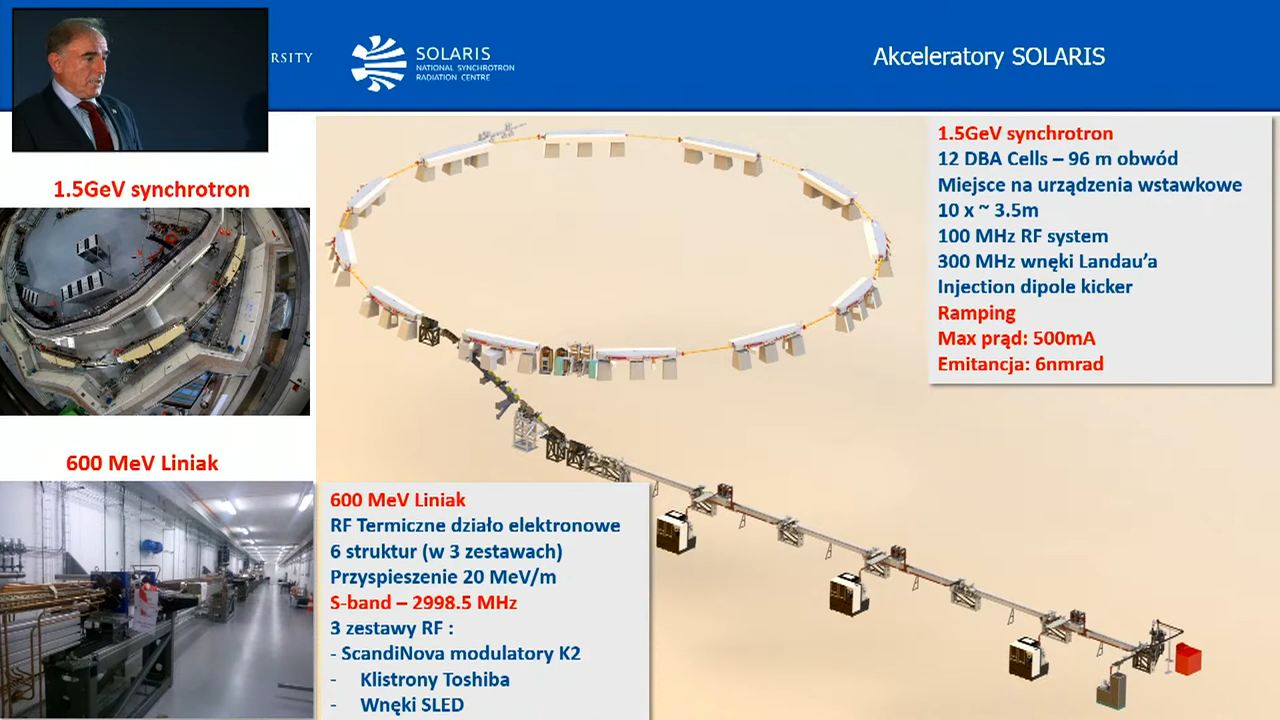 SOLARIS
NATIONAL SYNCHROTRON
RADIATION CENTRE
Akceleratory SOLARIS
1.5GeV synchrotron
600 MeV Liniak
1.5GeV synchrotron
12 DBA Cells – 96 m obwód
Miejsce na urządzenia wstawkowe
10 x ~ 3.5m
100 MHz RF system
300 MHz wnęki Landau’a
Injection dipole kicker
Ramping
Max prąd: 500mA
Emitancja: 6nmrad
600 MeV Liniak
RF Termiczne działo elektronowe
6 struktur (w 3 zestawach)
Przyspieszenie 20 MeV/m
S-band – 2998.5 MHz
3 zestawy RF :
- ScandiNova modulatory K2
- Klistrony Toshiba
- Wnęki SLED